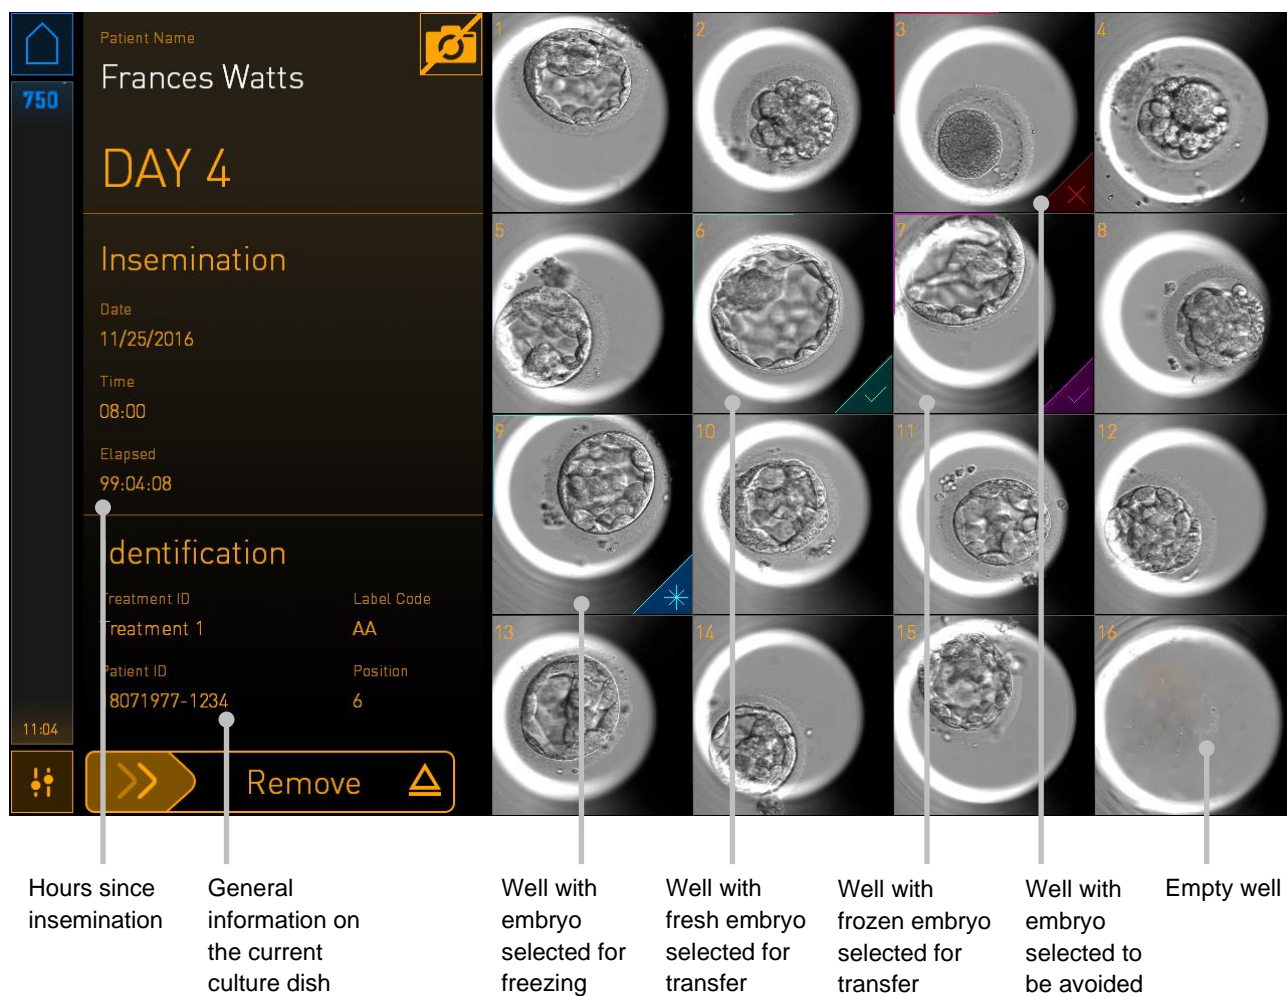 Patient Name
Frances Watts
750
DAY 4
Insemination
Date
11/25/2016
Time
08:00
Elapsed
99:04:08
dentification
Treatment ID
Label Code
Treatment 1
AA
Patient ID
Position
8071977-1234
6
11:04
Remove
1
2
3
4
5
6
7
8
9
10
11
12
13
14
15
16
Hours since
insemination
General
information on
the current
culture dish
Well with
embryo
selected for
freezing
Well with
fresh embryo
selected for
transfer
Well with
frozen embryo
selected for
transfer
Well with
embryo
selected to
be avoided
Empty well